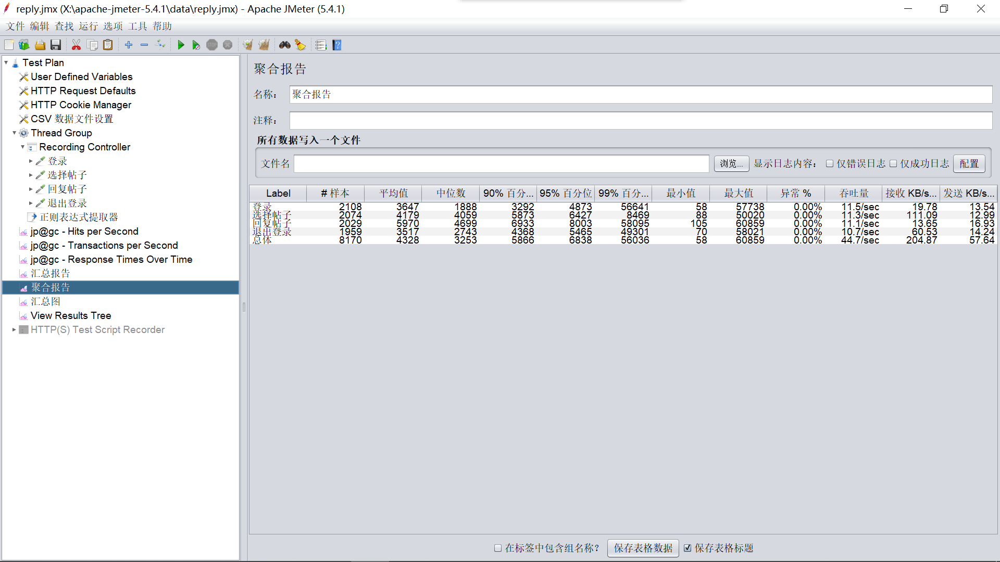 reply.jmx (X:\apache-jmeter-5.4.1\data\reply.jmx) - Apache JMeter (5.4.1)
文件 编辑 查找 运行 选项 工具 帮助
Test Plan
User Defined Variables
HTTP Request Defaults
HTTP Cookie Manager
CSV 数据文件设置
Thread Group
Recording Controller
登录
选择帖子
回复帖子
退出登录
正则表达式提取器
jp@gc - Hits per Second
jp@gc - Transactions per Second
jp@gc - Response Times Over Time
汇总报告
聚合报告
汇总图
View Results Tree
HTTP(S) Test Script Recorder
聚合报告
名称： 聚合报告
注释：
所有数据写入一个文件
文件名 浏览... 显示日志内容： 仅错误日志 仅成功日志 配置
Label # 样本 平均值 中位数 90% 百分... 95% 百分位 99% 百分... 最小值 最大值 异常 % 吞吐量 接收 KB/s... 发送 KB/s...
登录 2108 3647 1888 3292 4873 56641 58 57738 0.00% 11.5/sec 19.78 13.54
选择帖子 2074 4179 4059 5873 6427 8469 88 50020 0.00% 11.3/sec 111.09 12.99
回复帖子 2029 5970 4699 6933 8003 58095 105 60859 0.00% 11.1/sec 13.65 16.93
退出登录 1959 3517 2743 4368 5465 49301 70 58021 0.00% 10.7/sec 60.53 14.24
总体 8170 4328 3253 5866 6838 56036 58 60859 0.00% 44.7/sec 204.87 57.64
在标签中包含组名称？ 保存表格数据 保存表格标题